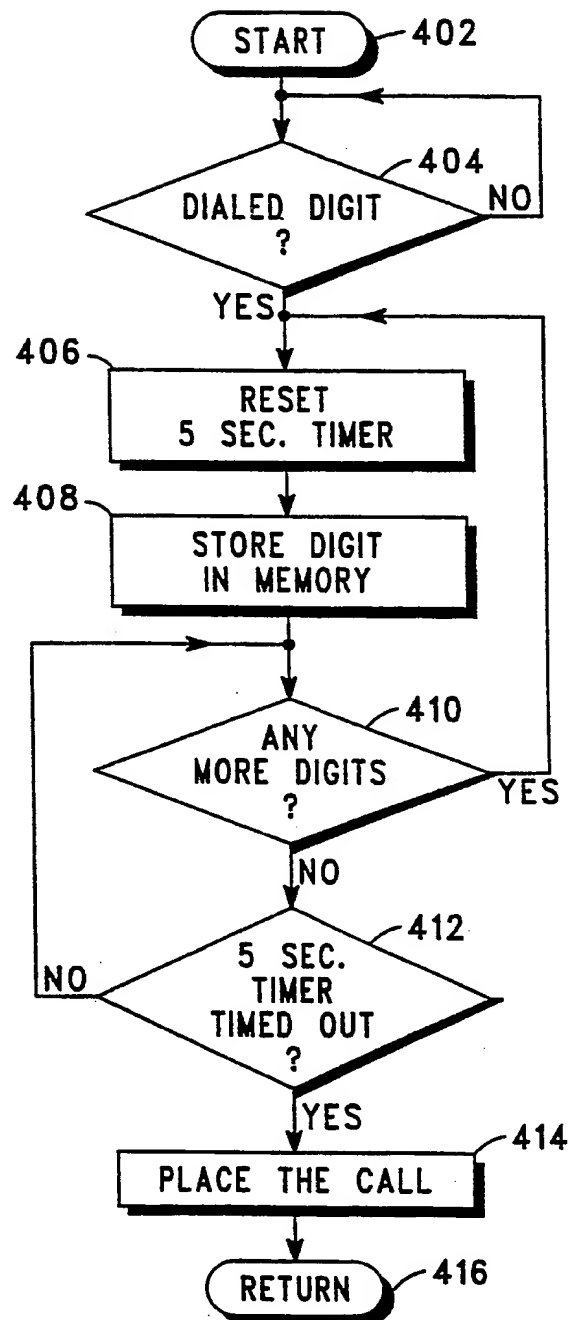 START
402
404
DIALED DIGIT
?
NO
YES
406
RESET
5 SEC. TIMER
408
STORE DIGIT
IN MEMORY
410
ANY
MORE DIGITS
?
YES
NO
412
5 SEC.
TIMER
TIMED OUT
?
NO
YES
414
PLACE THE CALL
RETURN
416